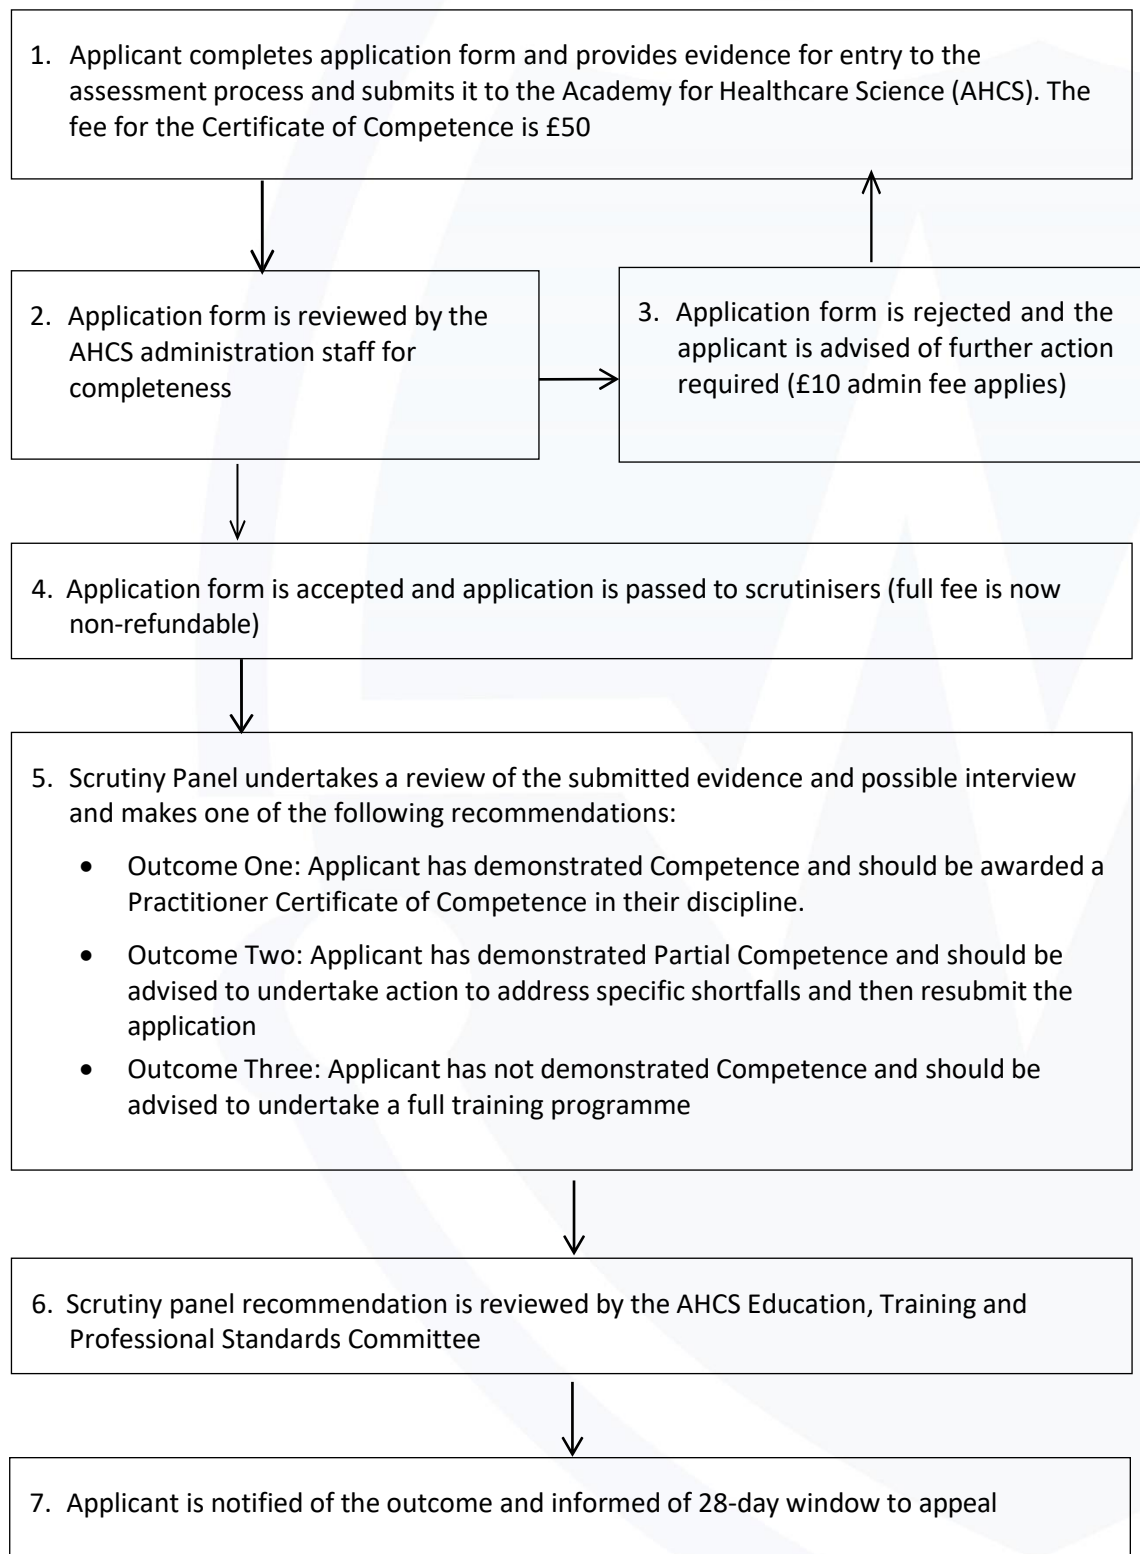 1. Applicant completes application form and provides evidence for entry to the
assessment process and submits it to the Academy for Healthcare Science (AHCS). The
fee for the Certificate of Competence is £50
2. Application form is reviewed by the
AHCS administration staff for
completeness
3. Application form is rejected and the
applicant is advised of further action
required (£10 admin fee applies)
4. Application form is accepted and application is passed to scrutinisers (full fee is now
non-refundable)
5. Scrutiny Panel undertakes a review of the submitted evidence and possible interview
and makes one of the following recommendations:
• Outcome One: Applicant has demonstrated Competence and should be awarded a
Practitioner Certificate of Competence in their discipline.
• Outcome Two: Applicant has demonstrated Partial Competence and should be
advised to undertake action to address specific shortfalls and then resubmit the
application
• Outcome Three: Applicant has not demonstrated Competence and should be
advised to undertake a full training programme
6. Scrutiny panel recommendation is reviewed by the AHCS Education, Training and
Professional Standards Committee
7. Applicant is notified of the outcome and informed of 28-day window to appeal